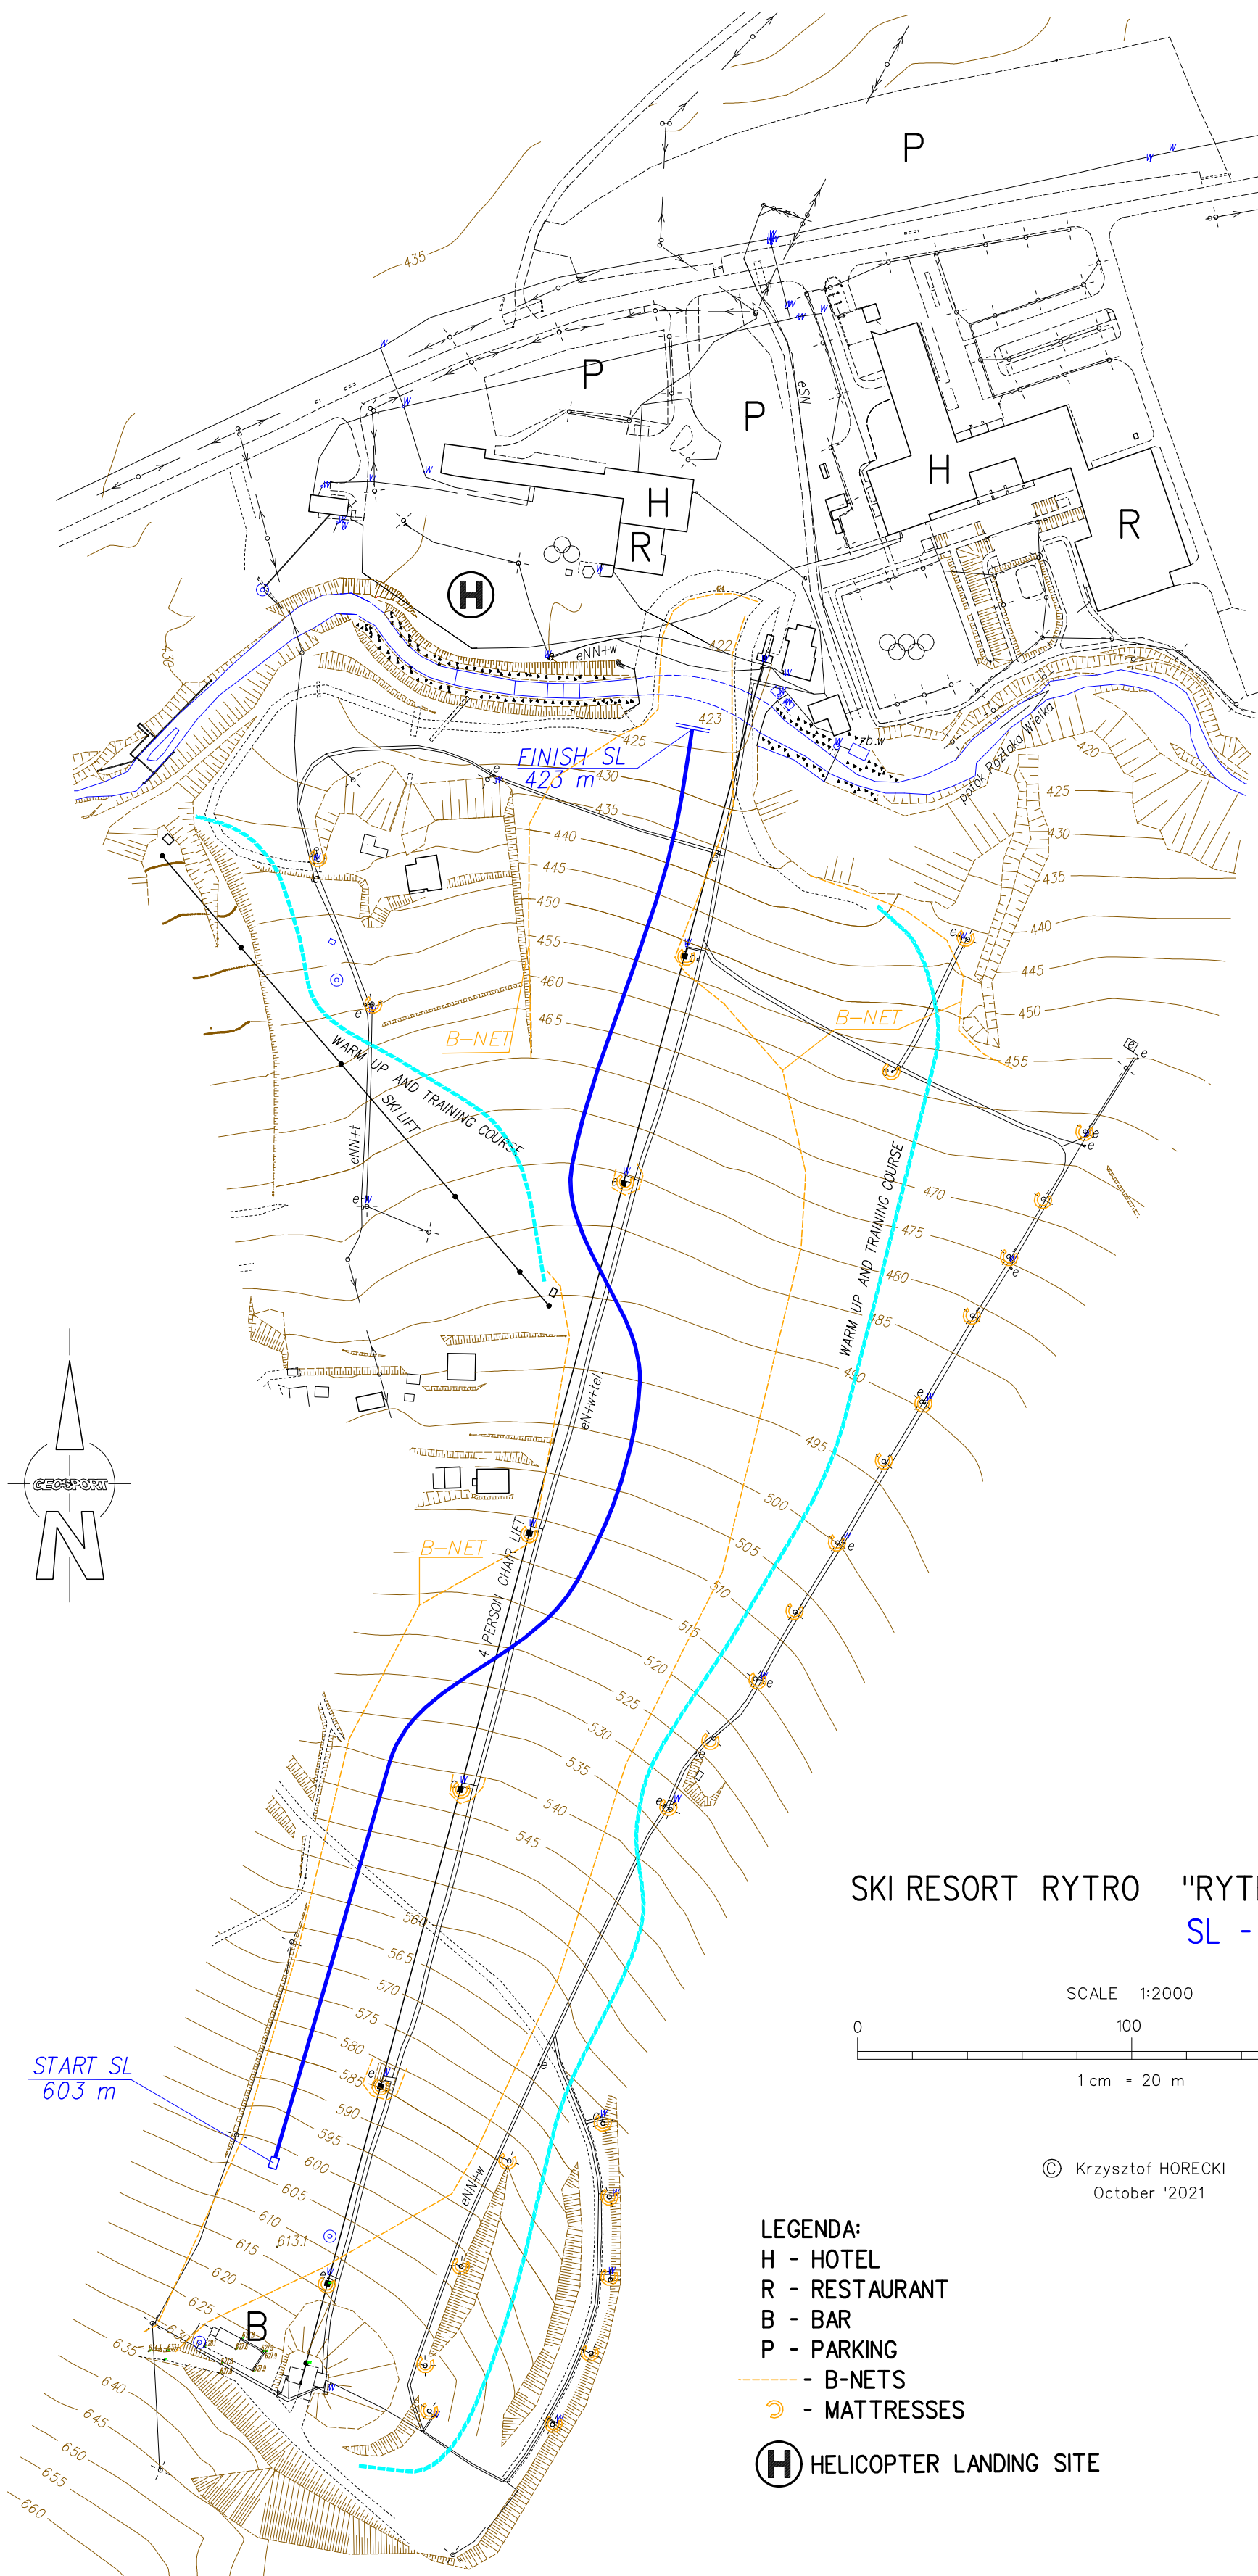 P
W
W
435
P
P
eSN
H
H
R
R
H
439
eNN+w
422
423
425
FINISH SL
423 m
430
435
440
445
450
455
460
465
zb.w
potok Roztoka Wielka
420
425
430
435
440
445
450
455
B-NET
B-NET
WARM UP AND TRAINING COURSE
SKI LIFT
eNN+t
WARM UP AND TRAINING COURSE
470
475
480
485
490
495
500
505
510
515
520
525
530
535
540
545
eN+w+tel.
GEOSPORT
N
B-NET
4 PERSON CHAIR LIFT
560
565
570
575
580
585
590
595
600
605
610
613.1
615
620
625
630
635
640
645
650
655
660
START SL
603 m
eNN+w
B
SKI RESORT RYTRO "RYT
SL -
SCALE 1:2000
0 100
1 cm = 20 m
© Krzysztof HORECKI
October '2021
LEGENDA:
H - HOTEL
R - RESTAURANT
B - BAR
P - PARKING
- B-NETS
- MATTRESSES
H HELICOPTER LANDING SITE